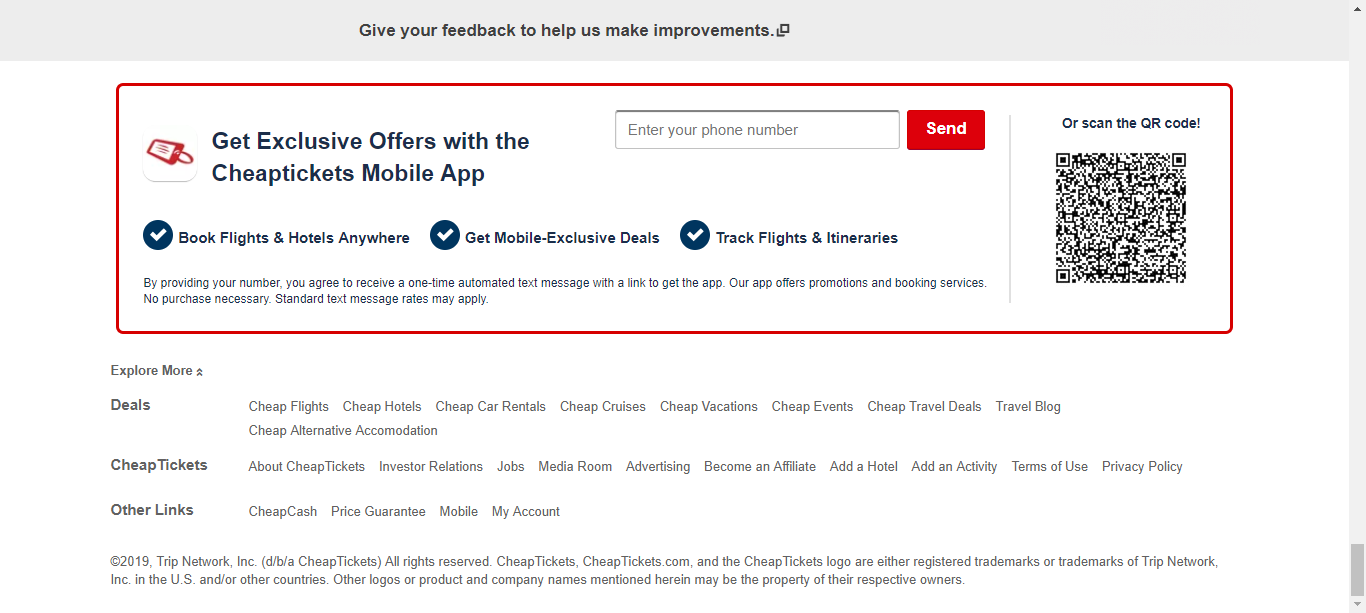 Give your feedback to help us make improvements.
Get Exclusive Offers with the
Cheaptickets Mobile App
Enter your phone number
Send
Or scan the QR code!
Book Flights & Hotels Anywhere
Get Mobile-Exclusive Deals
Track Flights & Itineraries
By providing your number, you agree to receive a one-time automated text message with a link to get the app. Our app offers promotions and booking services.
No purchase necessary. Standard text message rates may apply.
Explore More
Deals
Cheap Flights Cheap Hotels Cheap Car Rentals Cheap Cruises Cheap Vacations Cheap Events Cheap Travel Deals Travel Blog
Cheap Alternative Accomodation
CheapTickets
About CheapTickets Investor Relations Jobs Media Room Advertising Become an Affiliate Add a Hotel Add an Activity Terms of Use Privacy Policy
Other Links
CheapCash Price Guarantee Mobile My Account
©2019, Trip Network, Inc. (d/b/a CheapTickets) All rights reserved. CheapTickets, CheapTickets.com, and the CheapTickets logo are either registered trademarks or trademarks of Trip Network,
Inc. in the U.S. and/or other countries. Other logos or product and company names mentioned herein may be the property of their respective owners.